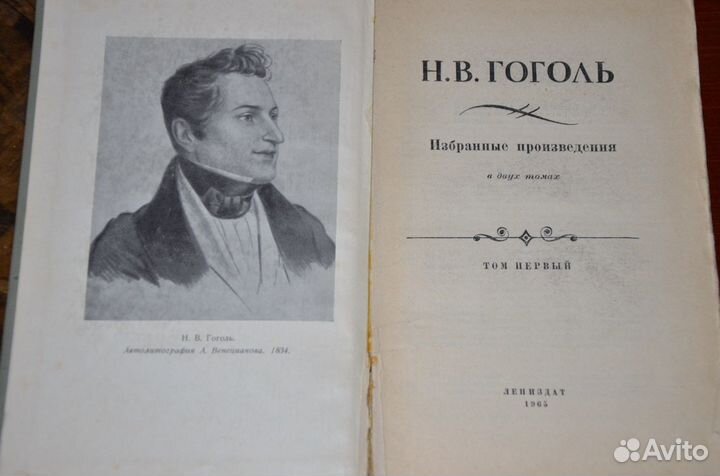 Н. В. Гоголь.
Автолитография А. Венецианова. 1834.
Н.В.ГОГОЛЬ
Избранные произведения
в двух томах
ТОМ ПЕРВЫЙ
ЛЕНИЗДАТ
1965
Avito